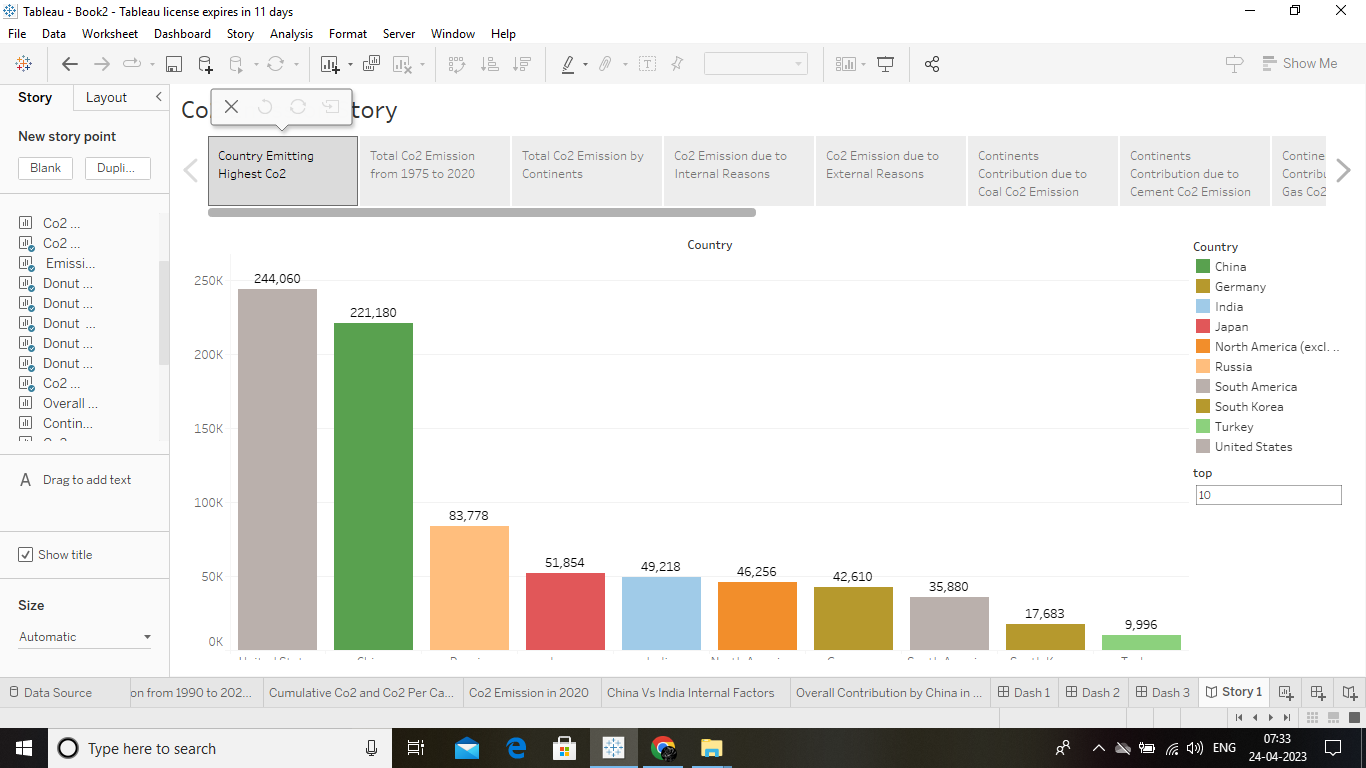 Tableau - Book2 - Tableau license expires in 11 days
File Data Worksheet Dashboard Story Analysis Format Server Window Help
Show Me
Story Layout
New story point
Blank Dupli...
Co2 ...
Co2 ...
Emissi...
Donut ...
Donut ...
Donut ...
Donut ...
Donut ...
Co2 ...
Overall ...
Contin...
A Drag to add text
Show title
Size
Automatic
Co tory
Country Emitting
Highest Co2
Total Co2 Emission
from 1975 to 2020
Total Co2 Emission by
Continents
Co2 Emission due to
Internal Reasons
Co2 Emission due to
External Reasons
Continents
Contribution due to
Coal Co2 Emission
Continents
Contribution due to
Cement Co2 Emission
Contine
Contribu
Gas Co2
Country
250K
200K
150K
100K
50K
0K
244,060
221,180
83,778
51,854
49,218
46,256
42,610
35,880
17,683
9,996
Country
China
Germany
India
Japan
North America (excl. ..
Russia
South America
South Korea
Turkey
United States
top
10
Data Source
on from 1990 to 202...
Cumulative Co2 and Co2 Per Ca...
Co2 Emission in 2020
China Vs India Internal Factors
Overall Contribution by China in ...
Dash 1
Dash 2
Dash 3
Story 1
Type here to search
ENG
07:33
24-04-2023